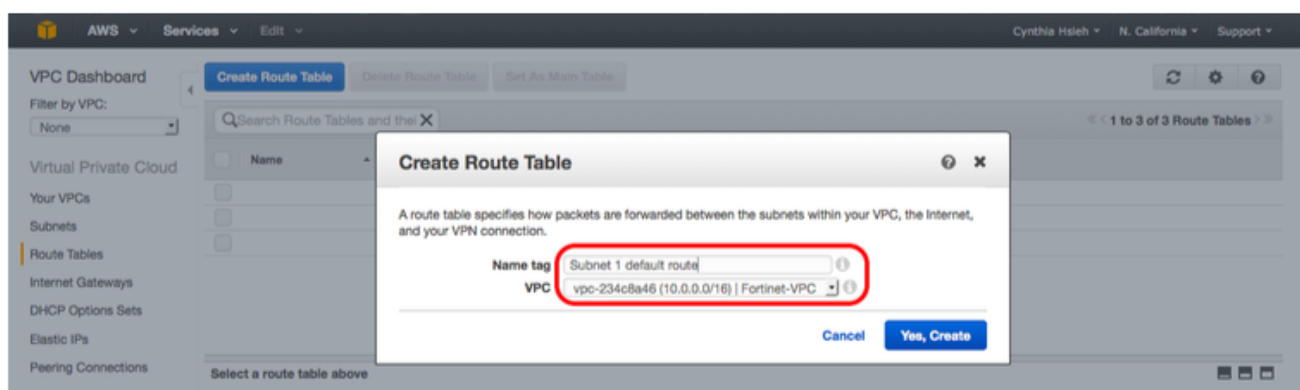 AWS Services Edit Cynthia Hsieh N. California Support
VPC Dashboard Create Route Table Delete Route Table Set As Main Table
Filter by VPC:
None Search Route Tables and thei X 1 to 3 of 3 Route Tables
Virtual Private Cloud Name Create Route Table
Your VPCs
A route table specifies how packets are forwarded between the subnets within your VPC, the Internet,
Subnets and your VPN connection.
Route Tables Name tag Subnet 1 default route
Internet Gateways VPC vpc-234c8a46 (10.0.0.0/16) | Fortinet-VPC
DHCP Options Sets
Elastic IPs Cancel Yes, Create
Peering Connections Select a route table above